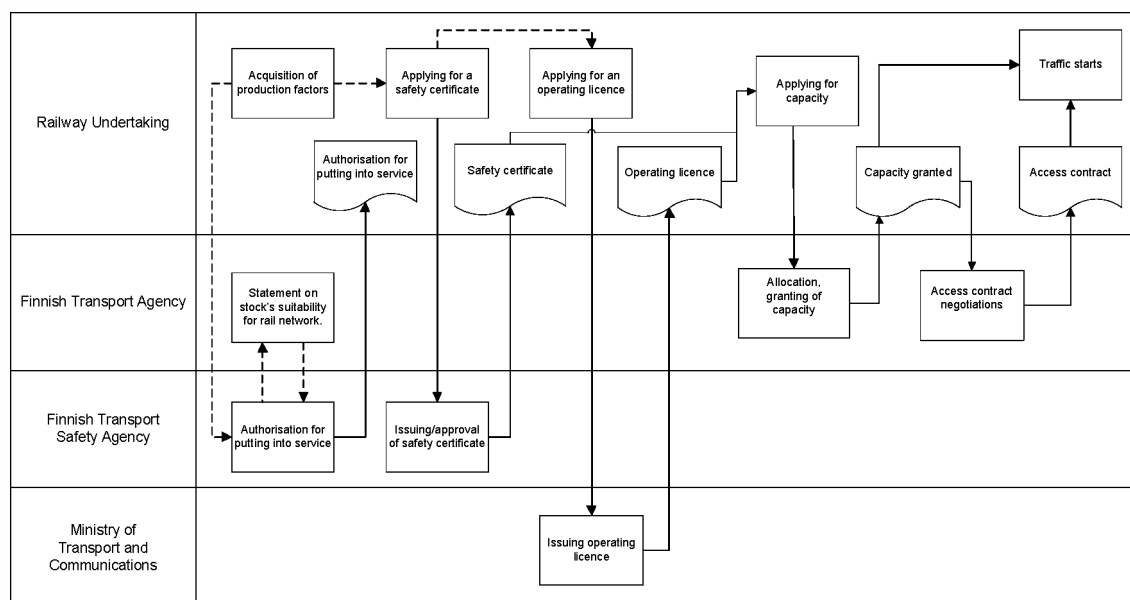 Railway Undertaking
Acquisition of
production factors
Applying for a
safety certificate
Applying for an
operating licence
Applying for
capacity
Traffic starts
Authorisation for
putting into service
Safety certificate
Operating licence
Capacity granted
Access contract
Finnish Transport Agency
Statement on
stock's suitability
for rail network.
Allocation,
granting of
capacity
Access contract
negotiations
Finnish Transport
Safety Agency
Authorisation for
putting into service
Issuing/approval
of safety certificate
Ministry of
Transport and
Communications
Issuing operating
licence